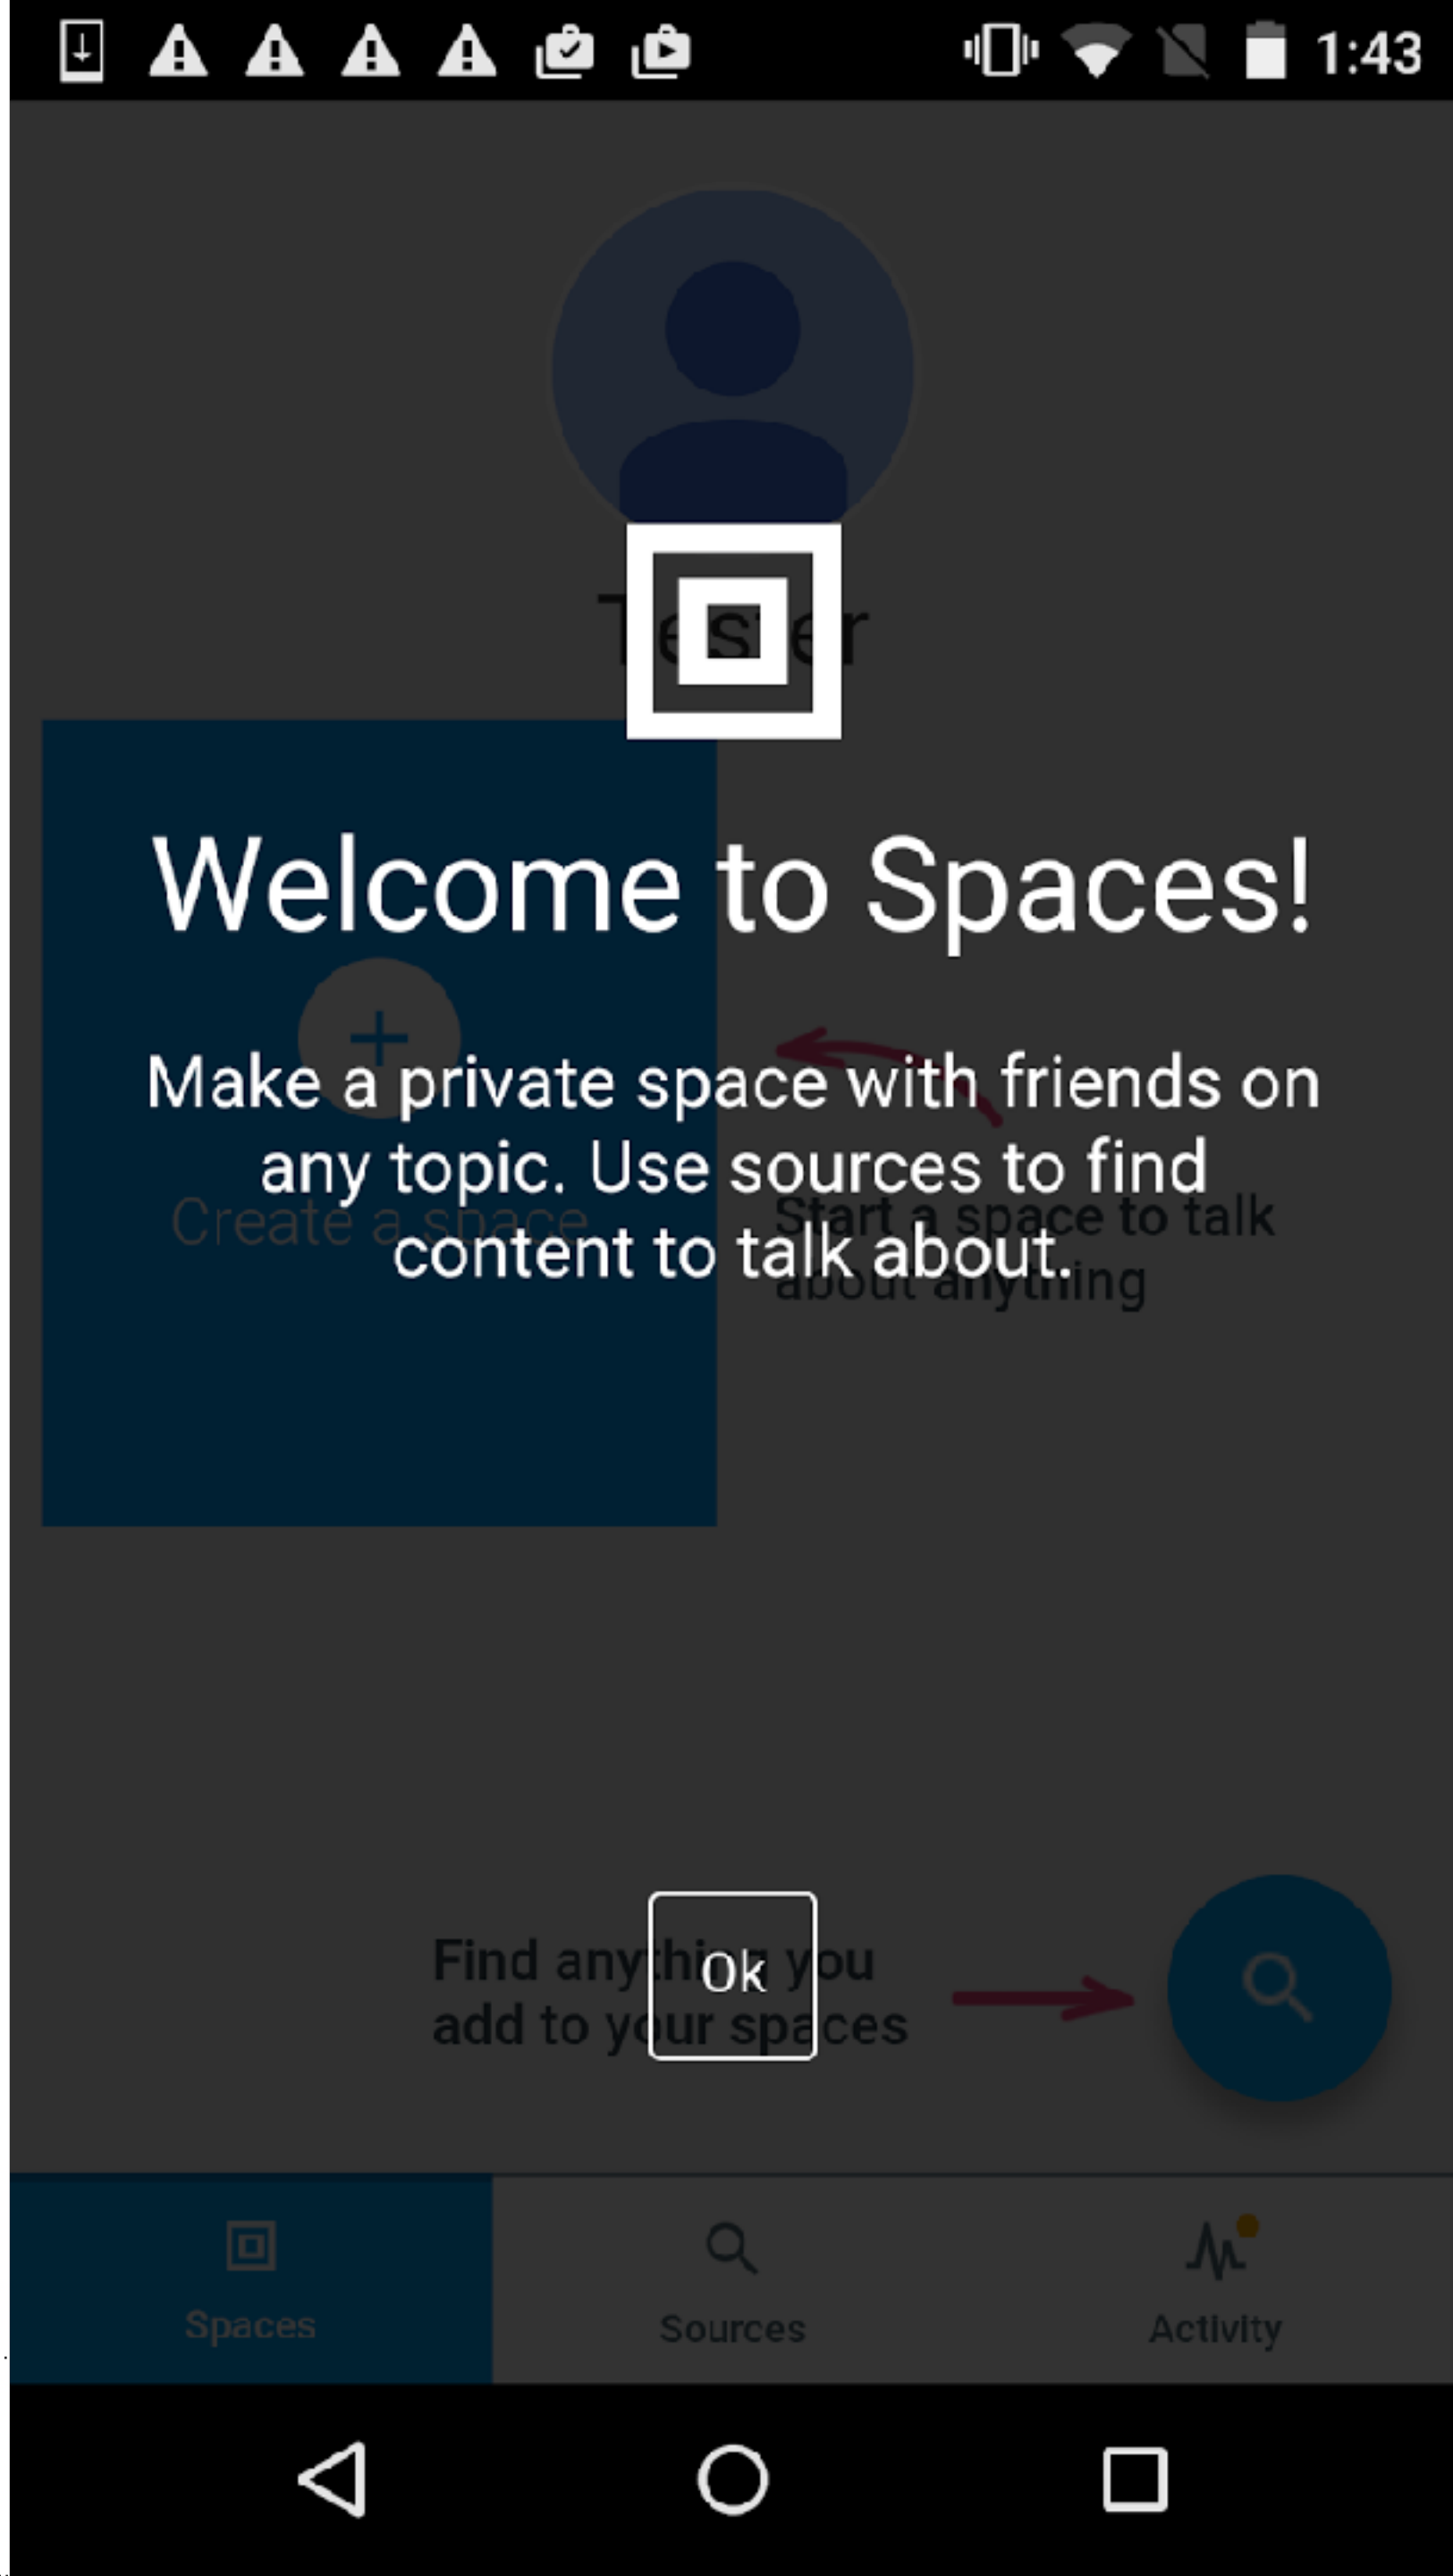 1:43
Tester
Welcome to Spaces!
Make a private space with friends on
any topic. Use sources to find
content to talk about.
Create a space
Start a space to talk
about anything
Find anything you
add to your spaces
Ok
Spaces
Sources
Activity